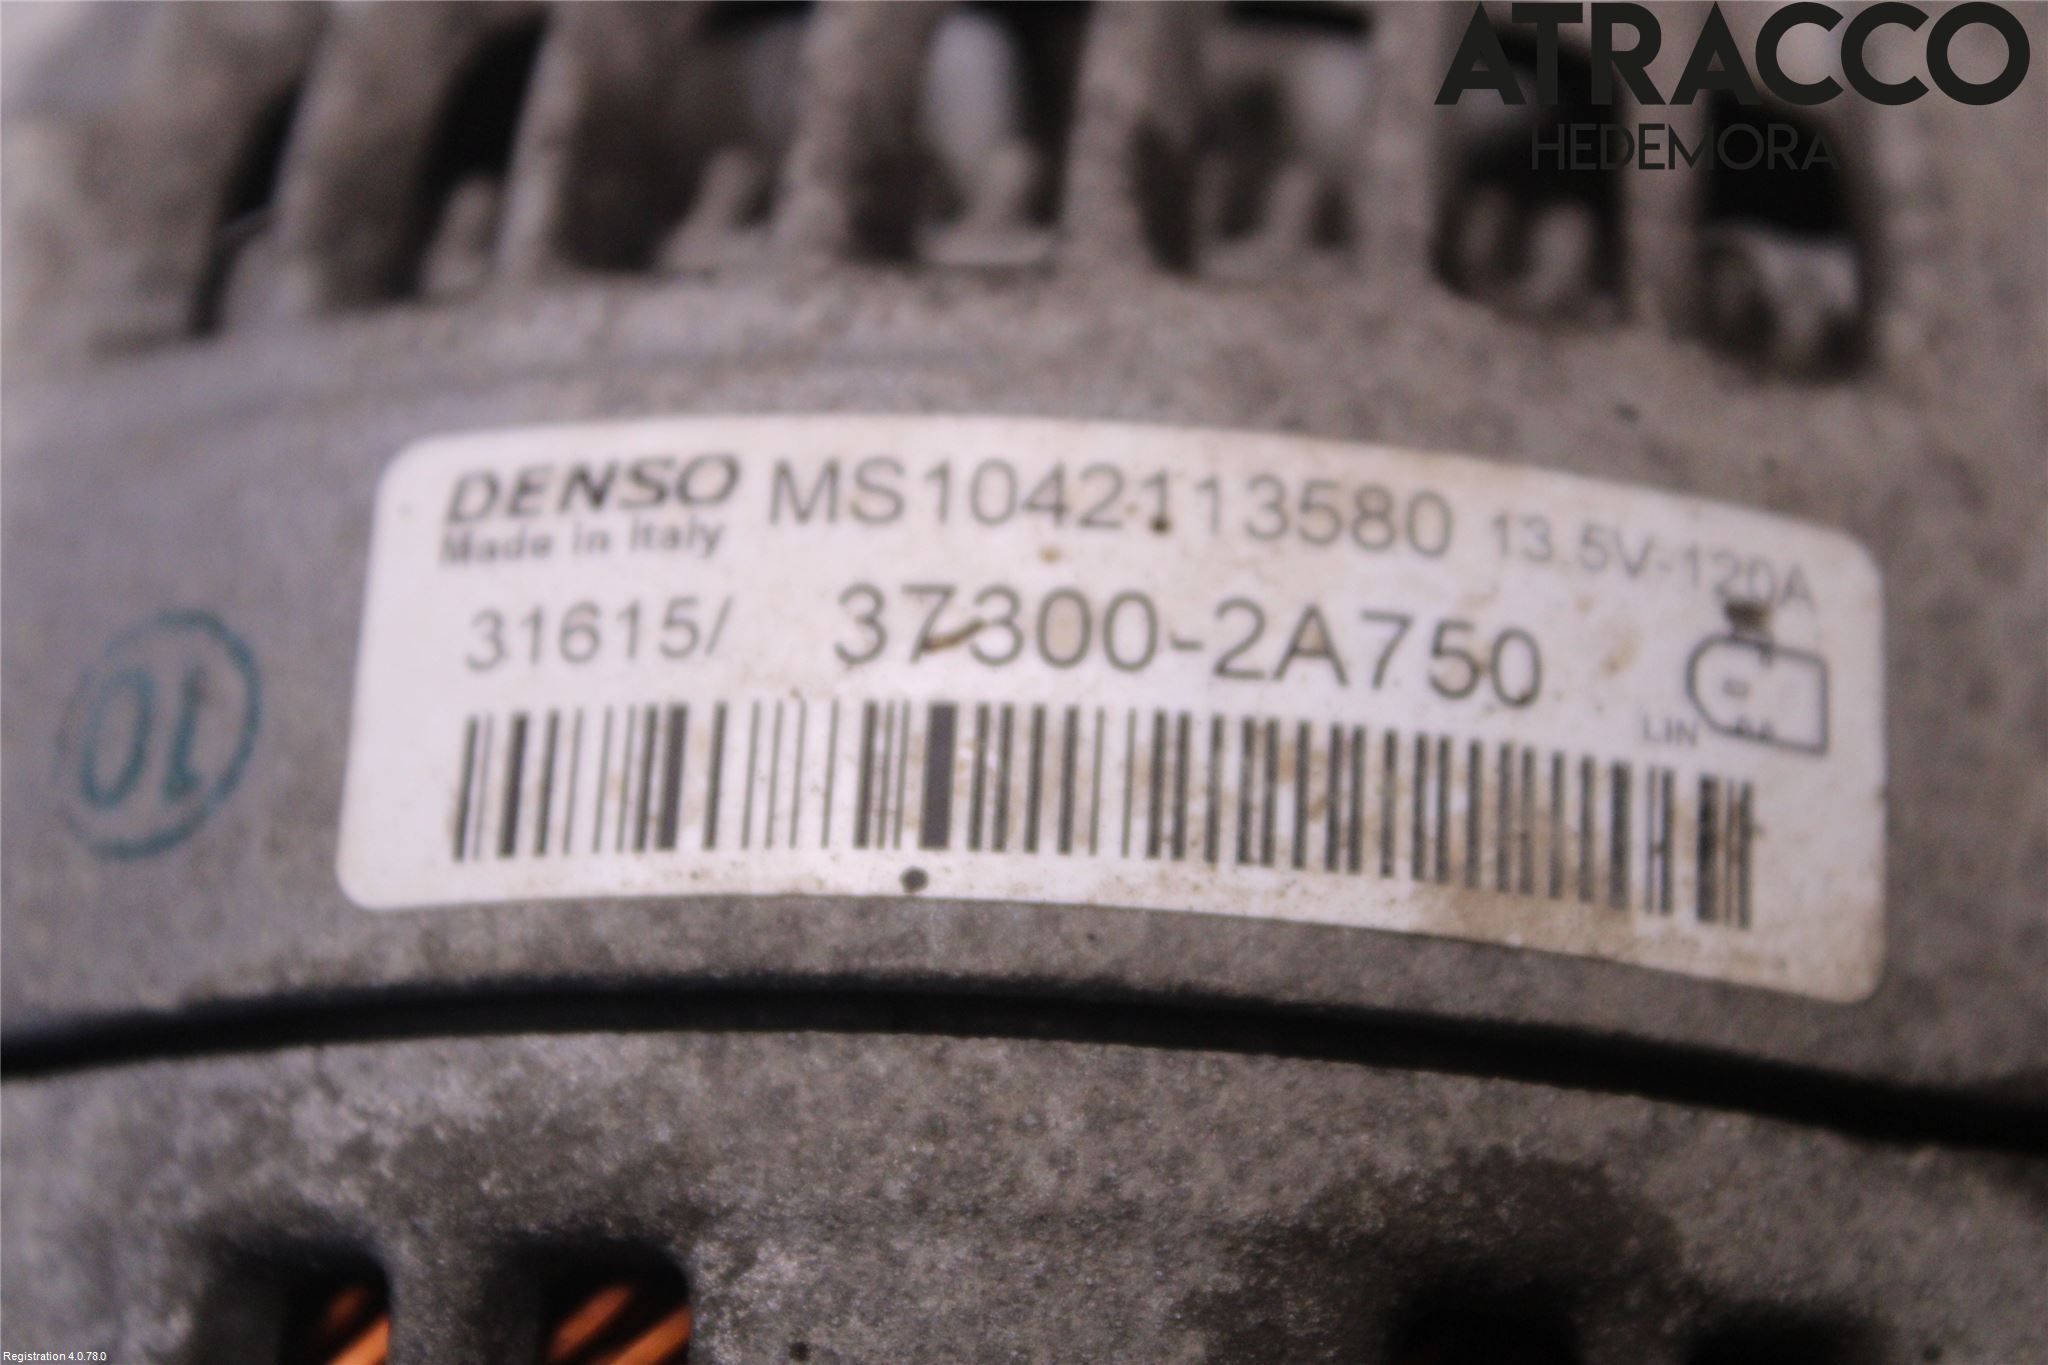 ATRACCO
HEDEMORA
DENSO MS1042113580 13.5V-120A
Made in Italy
31615/ 37300-2A750
LIN
10
Registration 4.0.78.0